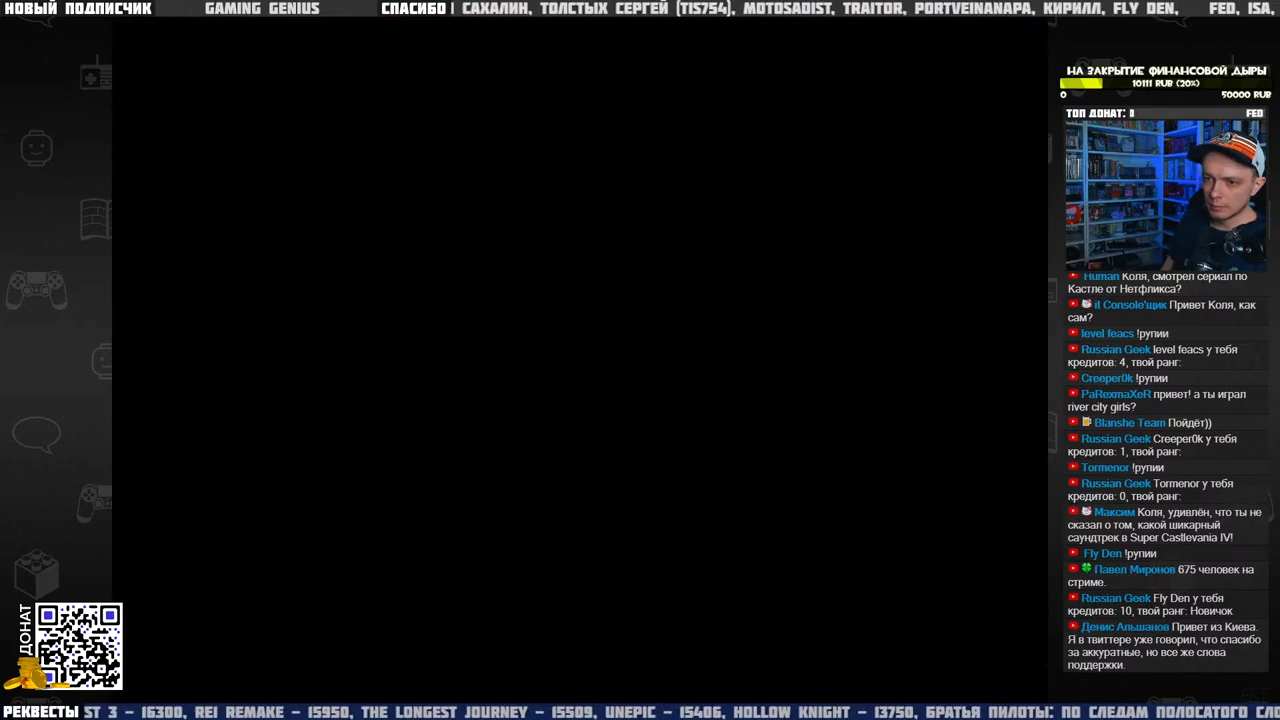 НОВЫЙ ПОДПИСЧИК GAMING GENIUS СПАСИБО | САХАЛИН, ТОЛСТЫХ СЕРГЕЙ (TIS754), MOTOSADIST, TRAITOR, PORTVEINANAPA, КИРИЛЛ, FLY DEN, FEO, ISA,
НА ЗАКРЫТИЕ ФИНАНСОВОЙ ДЫРЫ
10111 RUB (20%)
0 50000 RUB
ТОП ДОНАТ: FEO
Human Коля, смотрел сериал по
Кастле от Нетфликса?
it Console'щик Привет Коля, как
сам?
level feacs !рупии
Russian Geek level feacs у тебя
кредитов: 4, твой ранг:
Creeper0k !рупии
PaRexmaXeR привет! а ты играл
river city girls?
Blanshe Team Пойдёт))
Russian Geek Creeper0k у тебя
кредитов: 1, твой ранг:
Tormenor !рупии
Russian Geek Tormenor у тебя
кредитов: 0, твой ранг:
Максим Коля, удивлён, что ты не
сказал о том, какой шикарный
саундтрек в Super Castlevania IV!
Fly Den !рупии
Павел Миронов 675 человек на
стриме.
Russian Geek Fly Den у тебя
кредитов: 10, твой ранг: Новичок
Денис Альшанов Привет из Киева.
Я в твиттере уже говорил, что спасибо
за аккуратные, но все же слова
поддержки.
ДОНАТ
РЕКВЕСТЫ ST 3 – 16300, RE1 REMAKE – 15950, THE LONGEST JOURNEY – 15509, UNEPIC – 15406, HOLLOW KNIGHT – 13750, БРАТЬЯ ПИЛОТЫ: ПО СЛЕДАМ ПОЛОСАТОГО СЛО